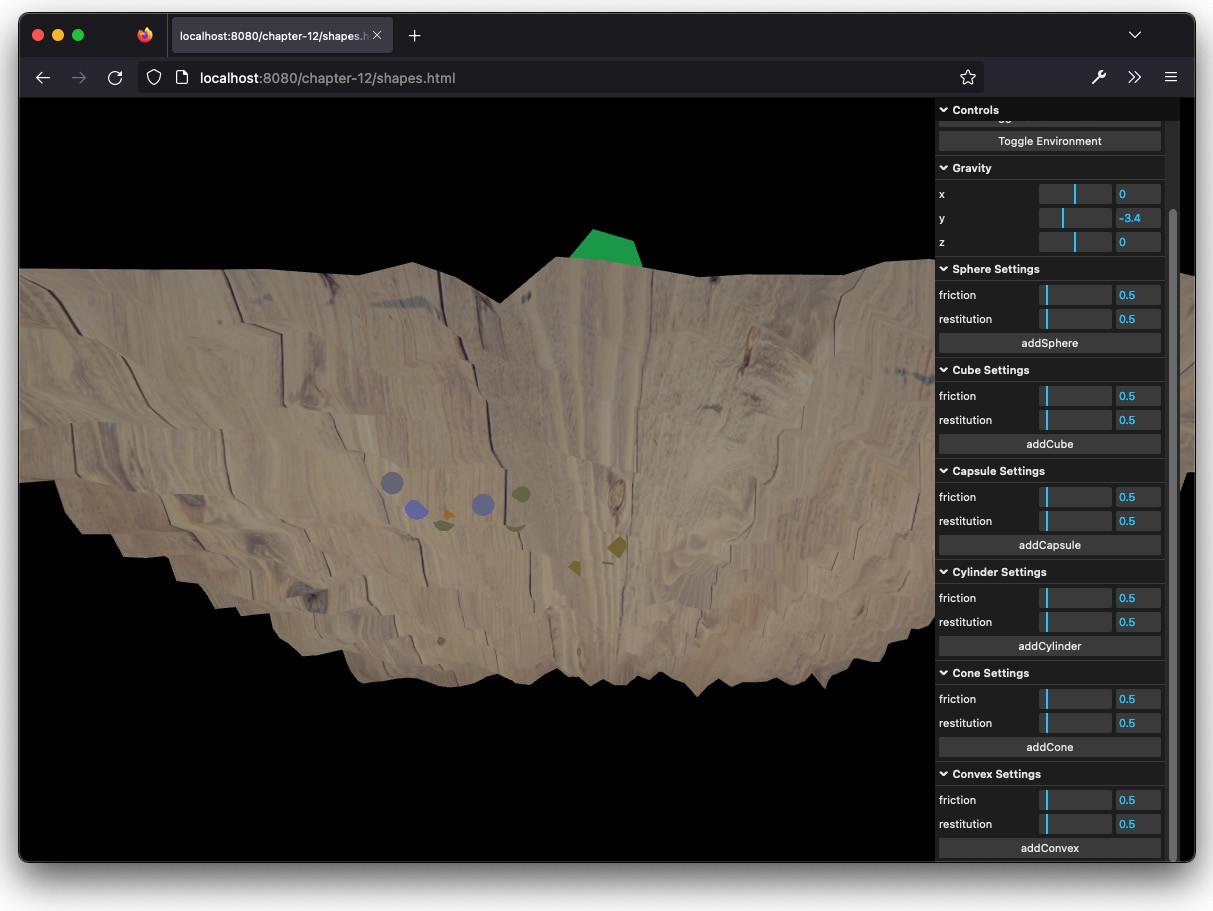 localhost:8080/chapter-12/shapes.h
localhost:8080/chapter-12/shapes.html
Controls
Toggle Environment
Gravity
x 0
y -3.4
z 0
Sphere Settings
friction 0.5
restitution 0.5
addSphere
Cube Settings
friction 0.5
restitution 0.5
addCube
Capsule Settings
friction 0.5
restitution 0.5
addCapsule
Cylinder Settings
friction 0.5
restitution 0.5
addCylinder
Cone Settings
friction 0.5
restitution 0.5
addCone
Convex Settings
friction 0.5
restitution 0.5
addConvex